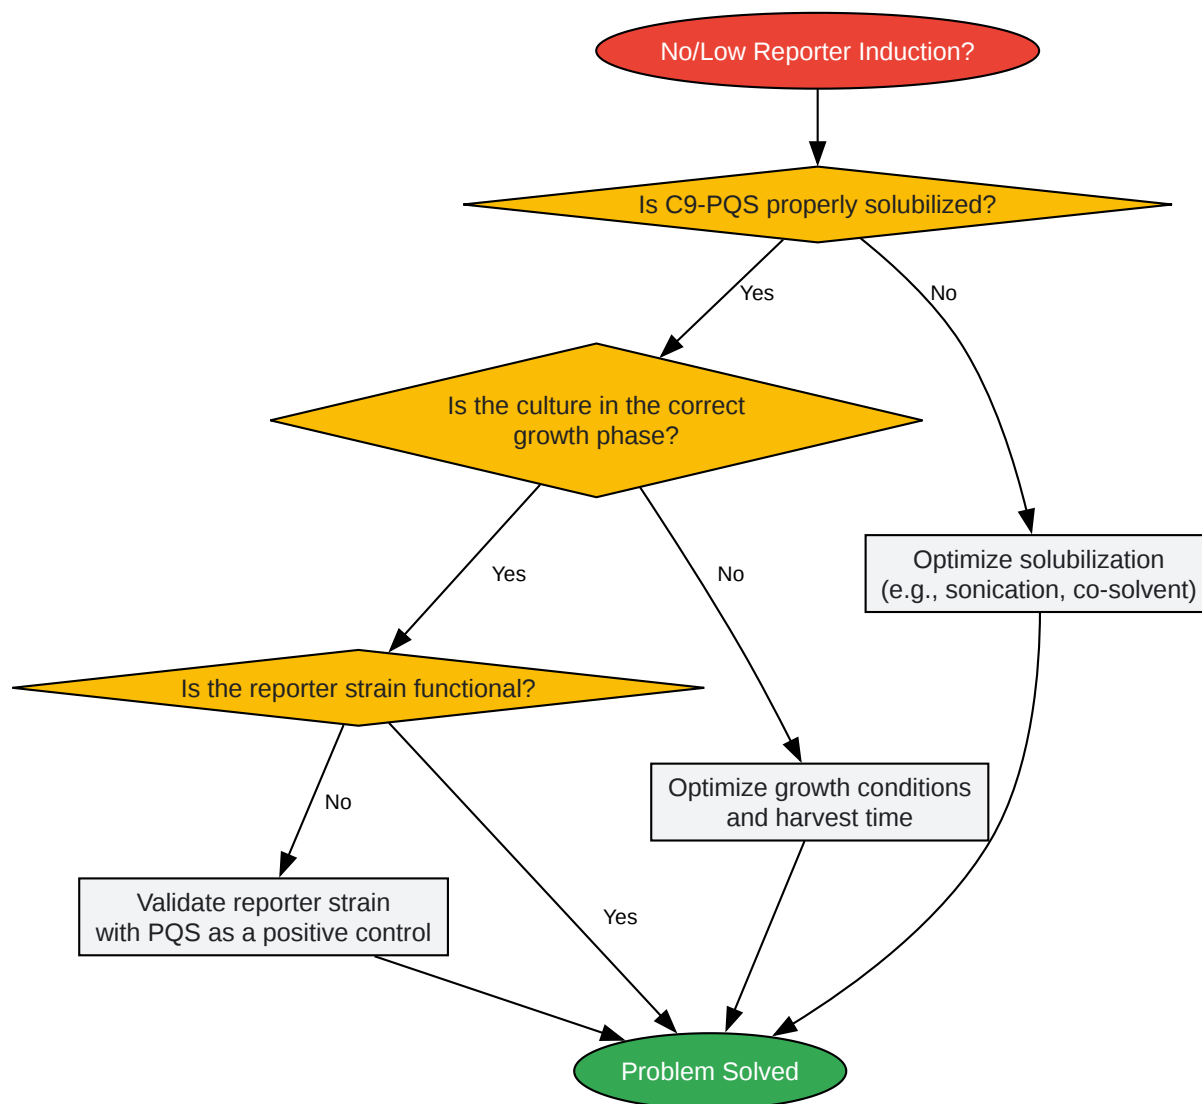 No/Low Reporter Induction?
Is C9-PQS properly solubilized?
Yes
No
Is the culture in the correct
growth phase?
Yes
No
Optimize solubilization
(e.g., sonication, co-solvent)
Is the reporter strain functional?
No
Optimize growth conditions
and harvest time
Validate reporter strain
with PQS as a positive control
Yes
Problem Solved